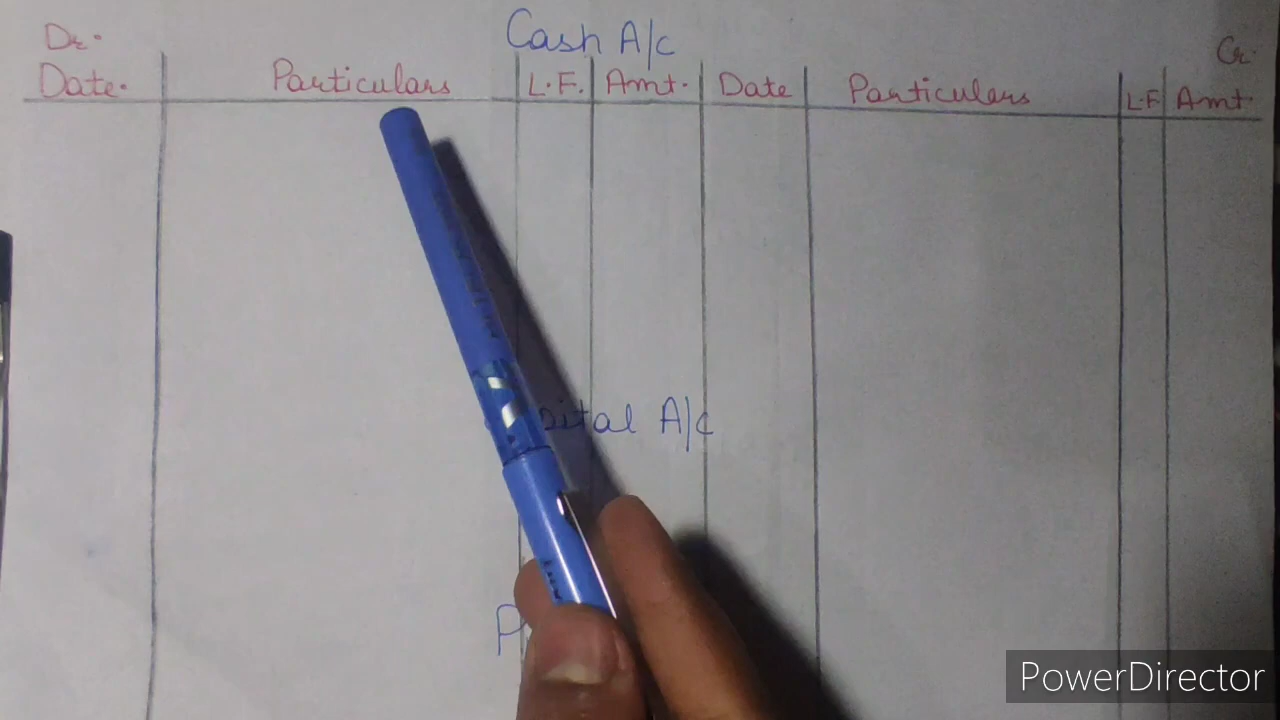 Dr. Cash A/c Cr.
Date. Particulars L.F. Amt. Date Particulars L.F Amt.
A/c
PowerDirector